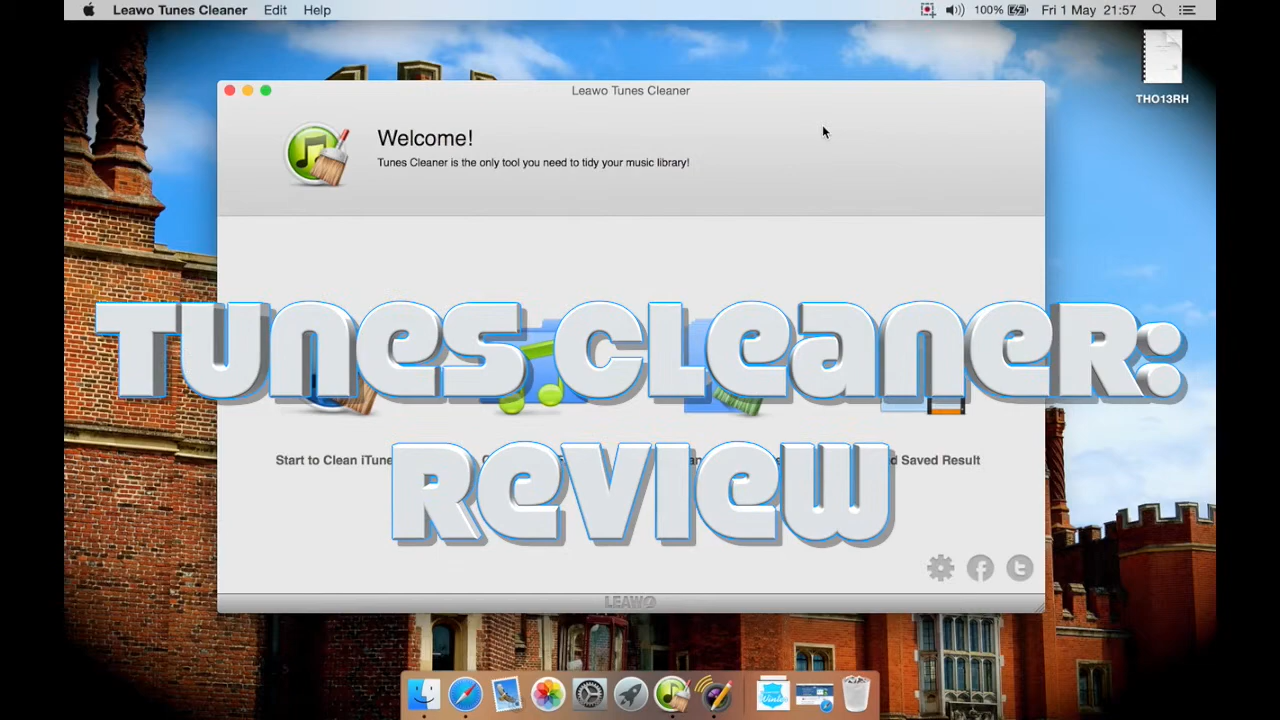 Leawo Tunes Cleaner Edit Help 100% Fri 1 May 21:57
THO13RH
Leawo Tunes Cleaner
Welcome!
Tunes Cleaner is the only tool you need to tidy your music library!
Tunes Cleaner:
Review
Start to Clean iTune
Saved Result
LEAWO